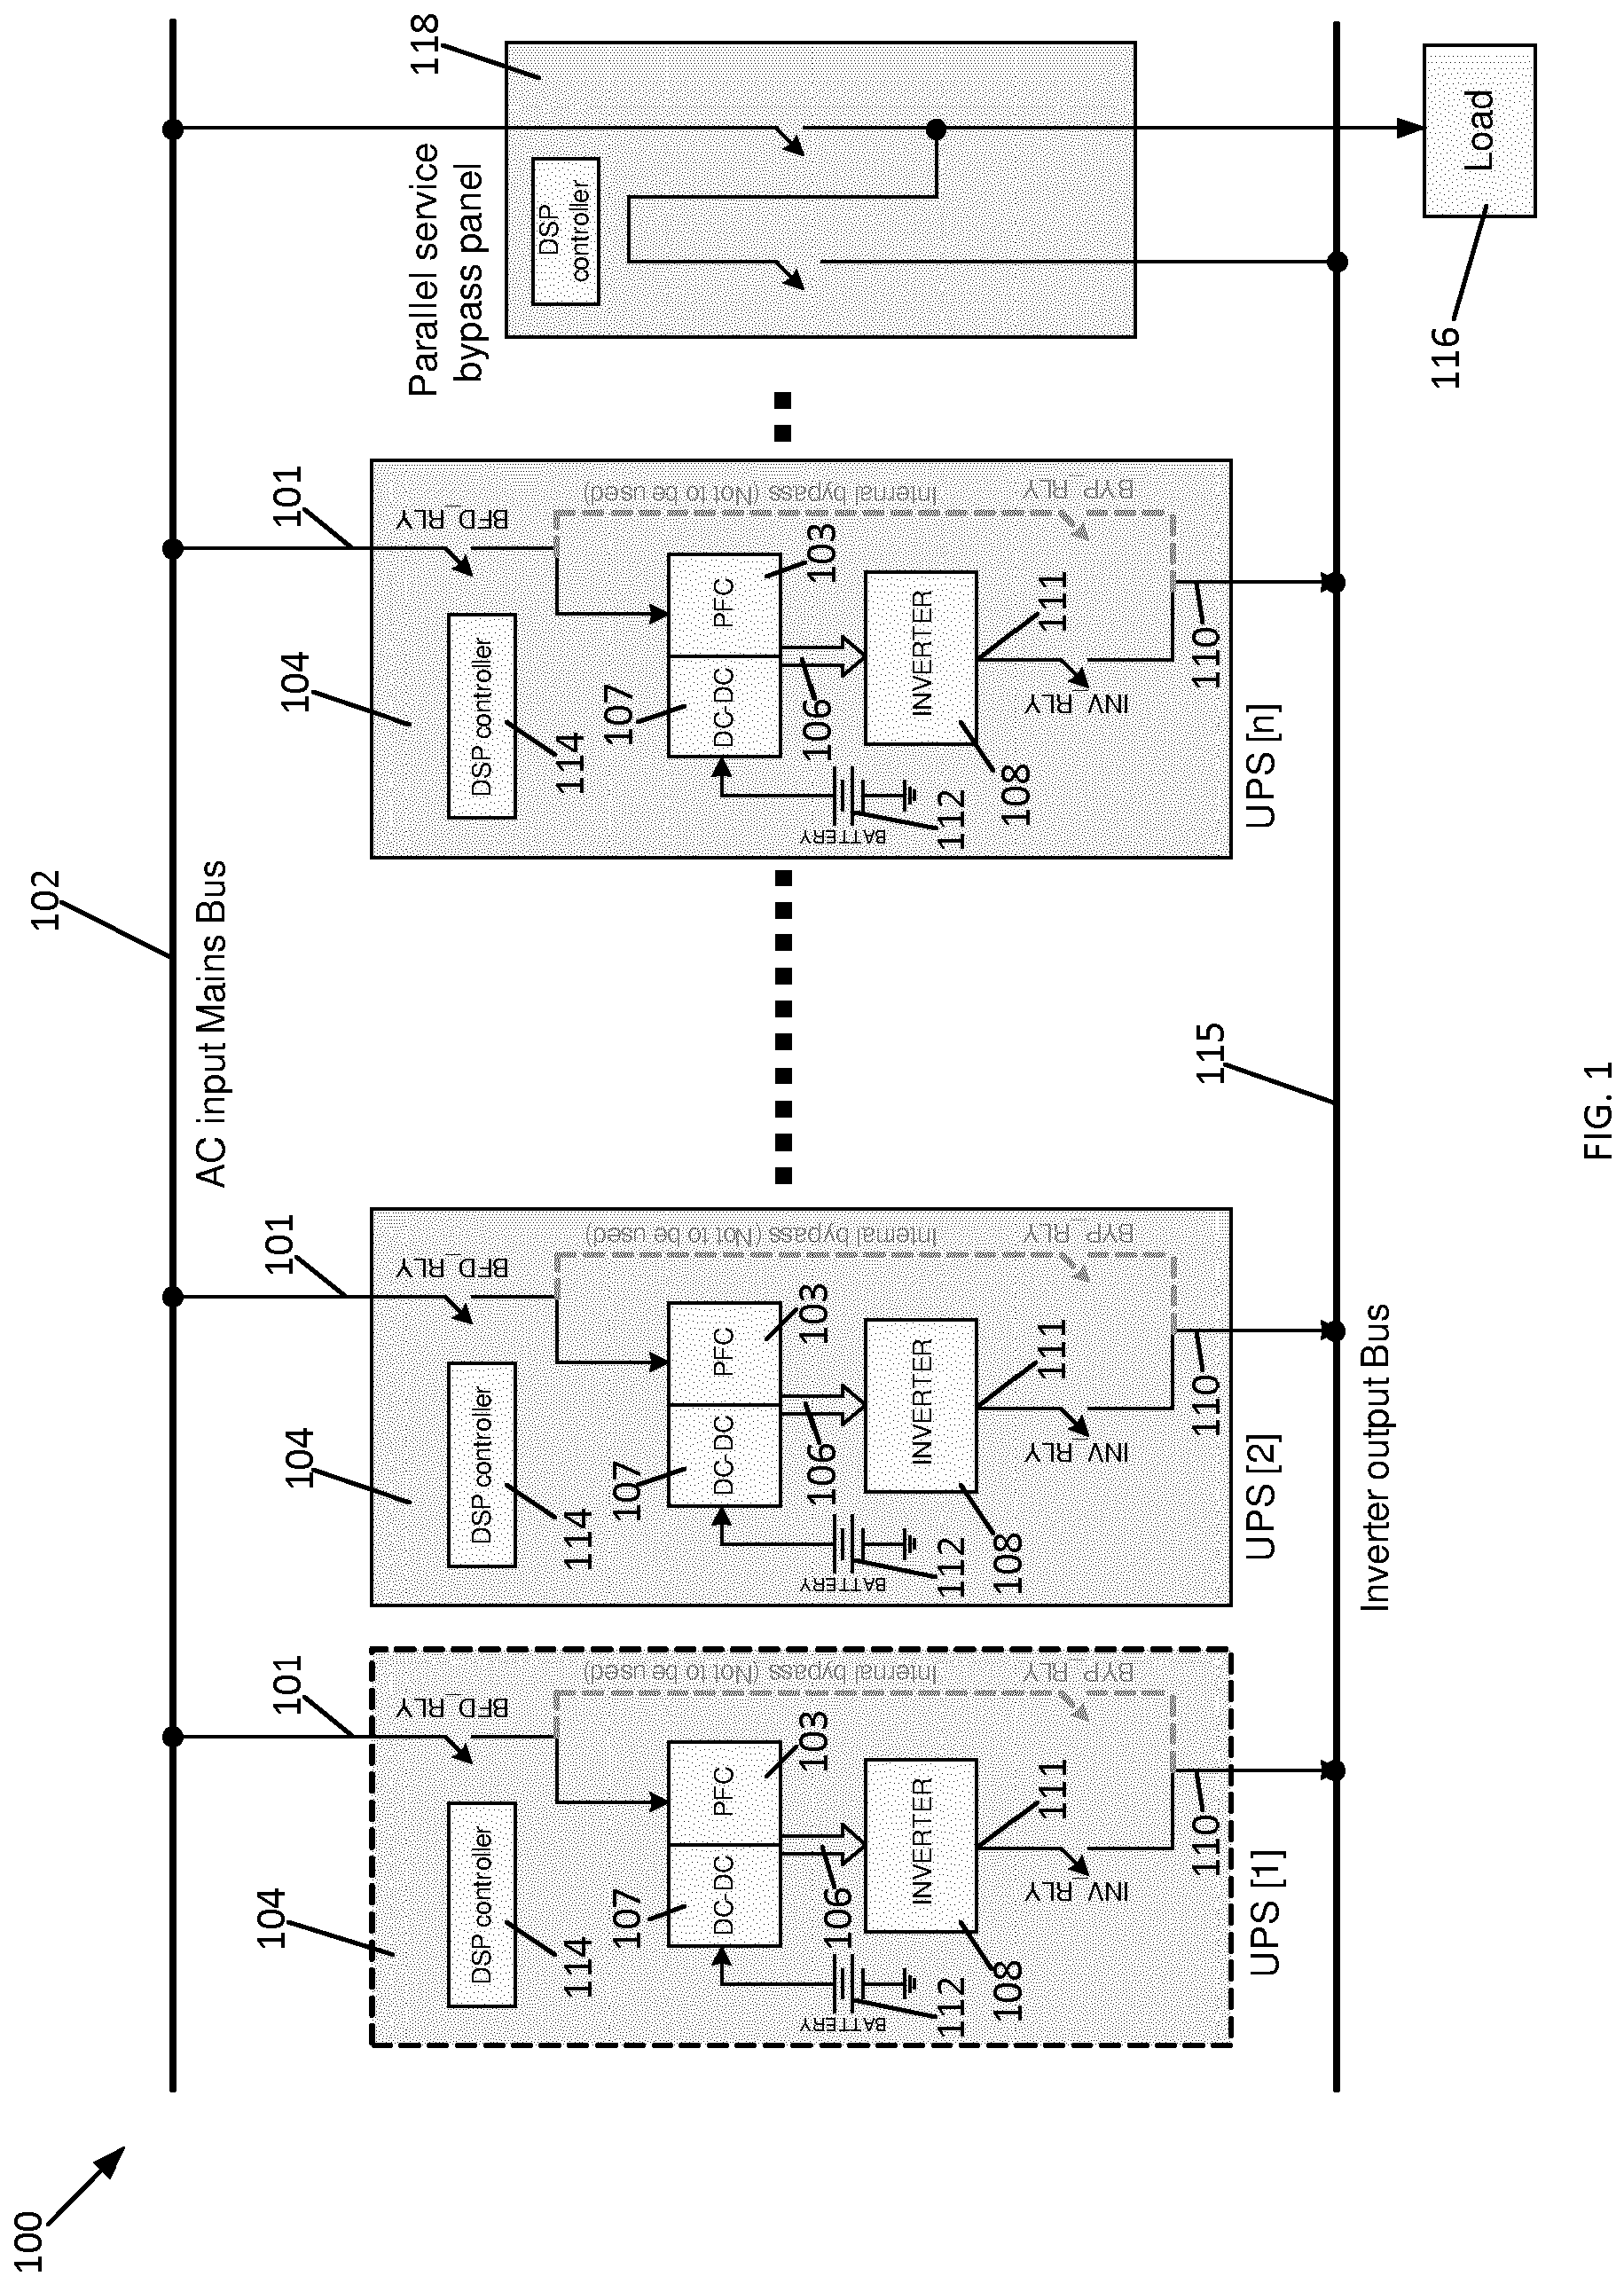 100
102
AC input Mains Bus
UPS [1]
104
101
BFD_RLY
DSP controller
114
Internal bypass (Not to be used)
BYP_RLY
107
DC-DC
PFC
103
106
BATTERY
112
INVERTER
108
111
INV_RLY
110
UPS [2]
104
101
BFD_RLY
DSP controller
114
Internal bypass (Not to be used)
BYP_RLY
107
DC-DC
PFC
103
106
BATTERY
112
INVERTER
108
111
INV_RLY
110
UPS [n]
104
101
BFD_RLY
DSP controller
114
Internal bypass (Not to be used)
BYP_RLY
107
DC-DC
PFC
103
106
BATTERY
112
INVERTER
108
111
INV_RLY
110
Parallel service
bypass panel
118
DSP
controller
115
Inverter output Bus
Load
116
FIG. 1